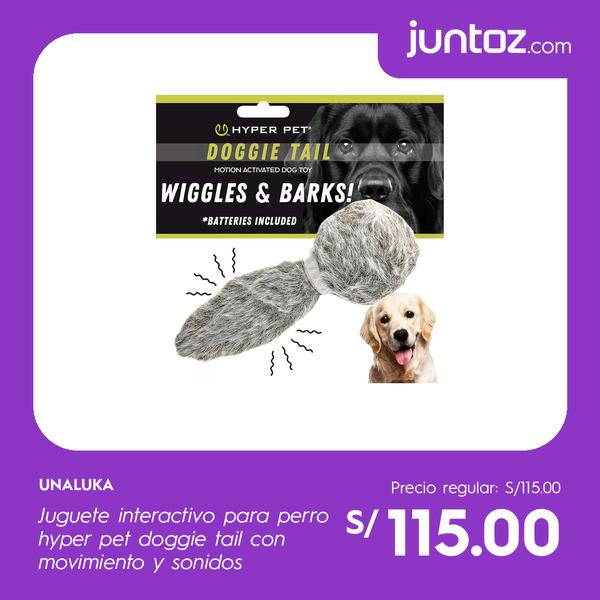 juntoz.com
HYPER PET®
DOGGIE TAIL
MOTION ACTIVATED DOG TOY
WIGGLES & BARKS!
*BATTERIES INCLUDED
UNALUKA
Juguete interactivo para perro
hyper pet doggie tail con
movimiento y sonidos
Precio regular: S/115.00
S/ 115.00